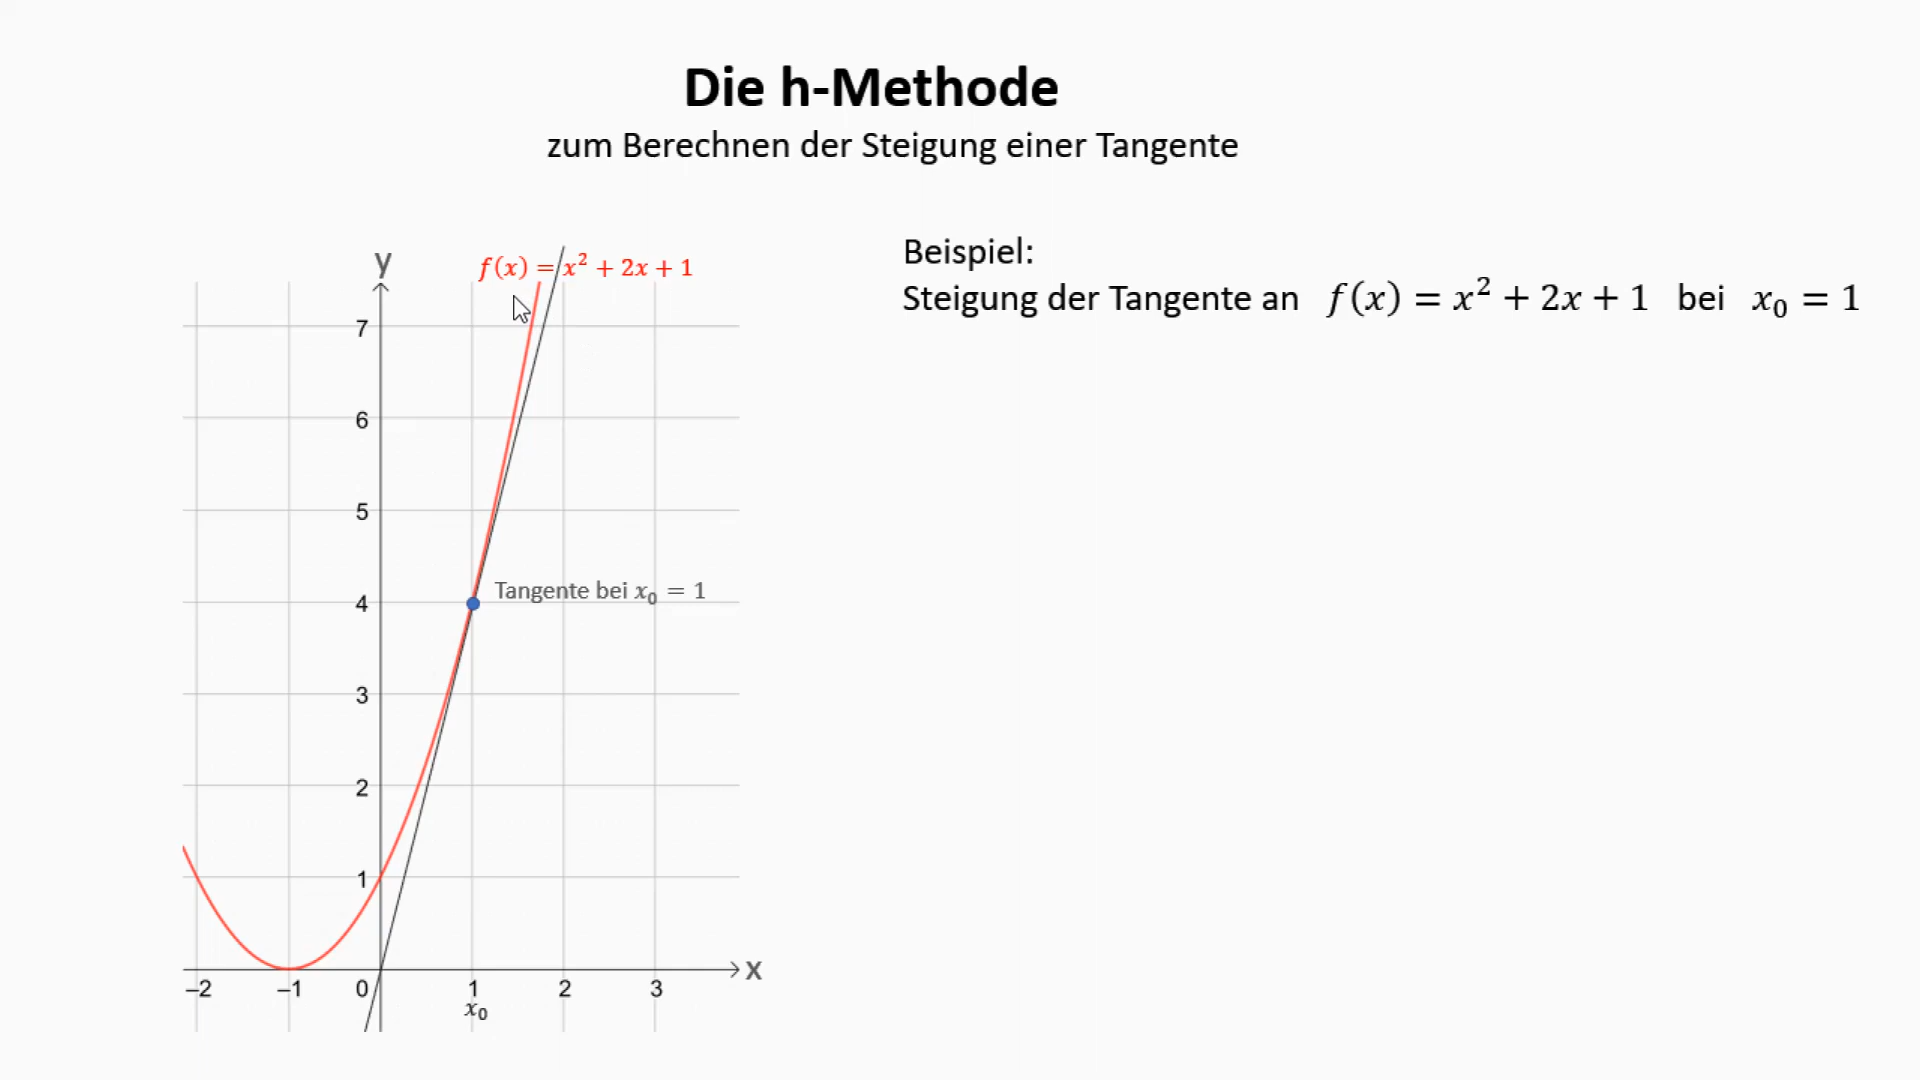 Die h-Methode
zum Berechnen der Steigung einer Tangente
Beispiel:
Steigung der Tangente an f(x) = x² + 2x + 1 bei x₀ = 1
y
f(x) = x² + 2x + 1
7
6
5
Tangente bei x₀ = 1
4
3
2
1
x
–2 –1 0 1 2 3
x₀